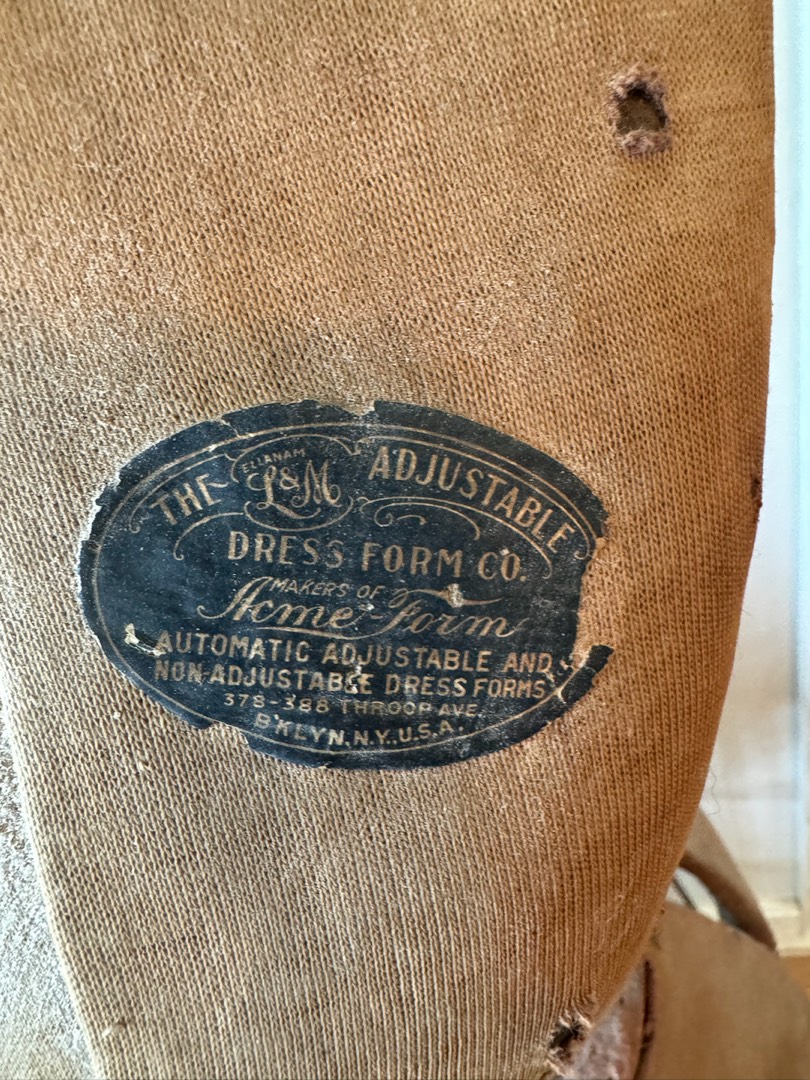 THE ELLANAM L&M ADJUSTABLE
DRESS FORM CO.
MAKERS OF
Acme Form
AUTOMATIC ADJUSTABLE AND
NON-ADJUSTABLE DRESS FORMS
378-388 THROOP AVE.
B'KLYN, N.Y., U.S.A.